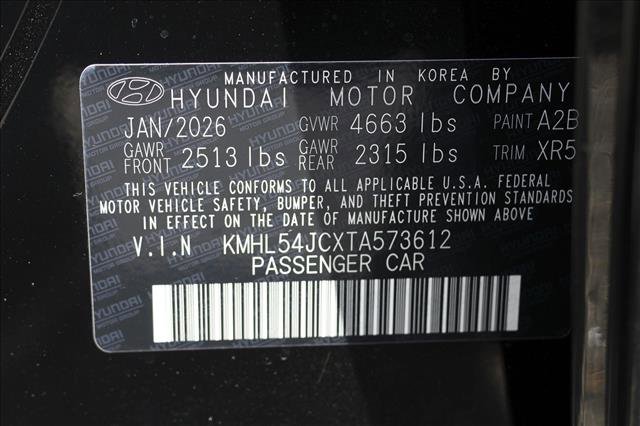 MANUFACTURED IN KOREA BY
HYUNDAI MOTOR COMPANY
JAN/2026 GVWR 4663 lbs PAINT A2B
GAWR FRONT 2513 lbs GAWR REAR 2315 lbs TRIM XR5
THIS VEHICLE CONFORMS TO ALL APPLICABLE U.S.A. FEDERAL
MOTOR VEHICLE SAFETY, BUMPER, AND THEFT PREVENTION STANDARDS
IN EFFECT ON THE DATE OF MANUFACTURE SHOWN ABOVE
V.I.N KMHL54JCXTA573612
PASSENGER CAR